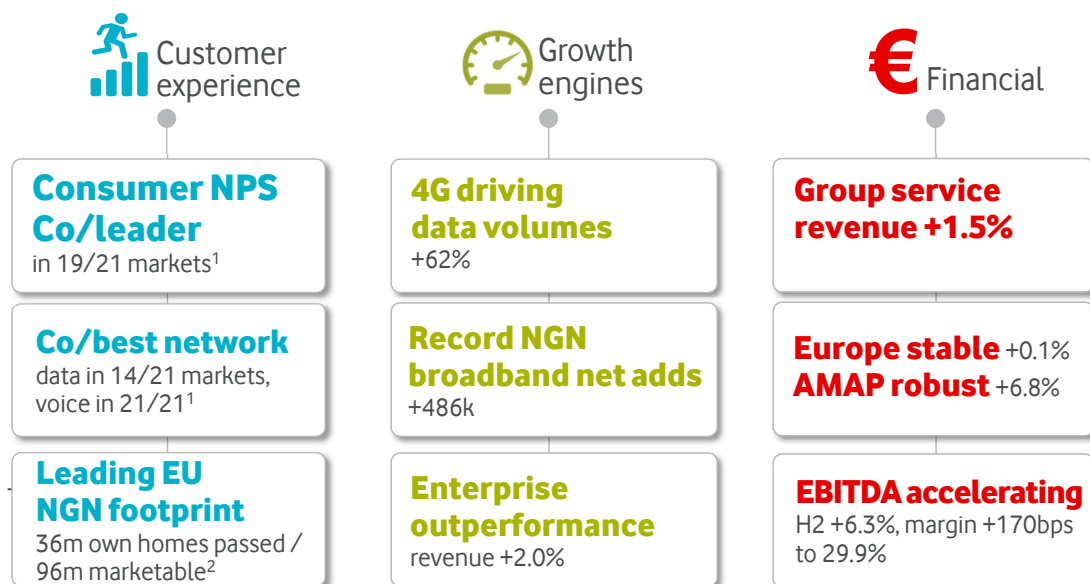 Customer
experience
Consumer NPS
Co/leader
in 19/21 markets¹
Co/best network
data in 14/21 markets,
voice in 21/21¹
Leading EU
NGN footprint
36m own homes passed /
96m marketable²
Growth
engines
4G driving
data volumes
+62%
Record NGN
broadband net adds
+486k
Enterprise
outperformance
revenue +2.0%
€ Financial
Group service
revenue +1.5%
Europe stable +0.1%
AMAP robust +6.8%
EBITDA accelerating
H2 +6.3%, margin +170bps
to 29.9%